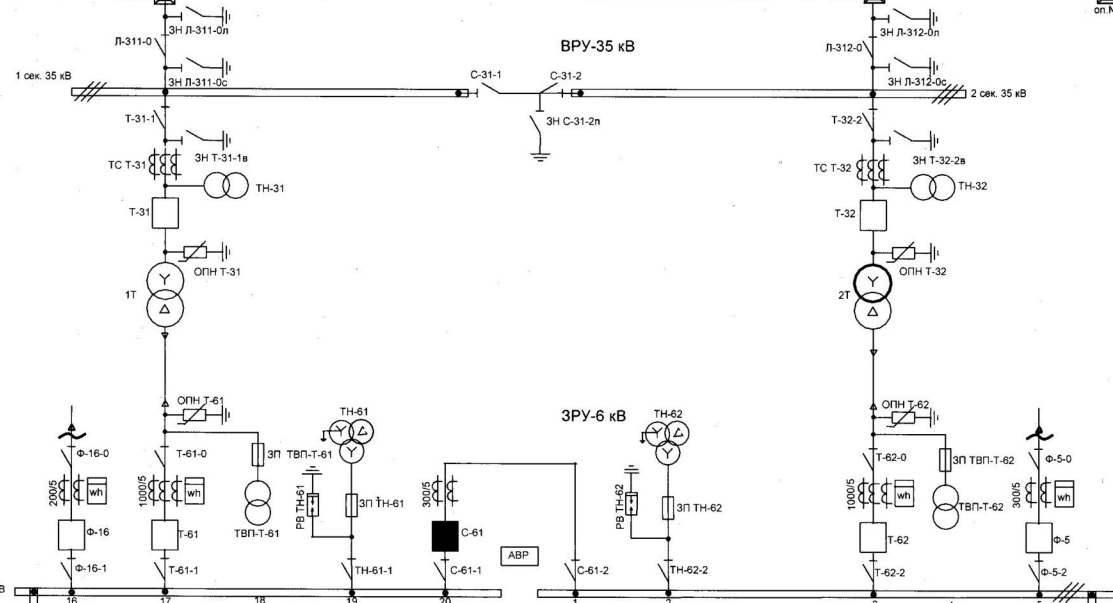 оп.№
ЗН Л-311-0л
ЗН Л-312-0л
Л-311-0
ВРУ-35 кВ
Л-312-0
1 сек. 35 кВ
ЗН Л-311-0с
С-31-1
С-31-2
ЗН Л-312-0с
2 сек. 35 кВ
Т-31-1
ЗН С-31-2п
Т-32-2
ТС Т-31
ЗН Т-31-1в
ТС Т-32
ЗН Т-32-2в
ТН-31
ТН-32
Т-31
Т-32
ОПН Т-31
ОПН Т-32
1Т
2Т
ОПН Т-61
ЗРУ-6 кВ
ОПН Т-62
ТН-61
ТН-62
Ф-16-0
Т-61-0
ЗП ТВП-Т-61
Т-62-0
ЗП ТВП-Т-62
Ф-5-0
200/5
wh
1000/5
wh
РВ ТН-61
ЗП ТН-61
300/5
РВ ТН-62
ЗП ТН-62
1000/5
wh
300/5
wh
ТВП-Т-61
ТВП-Т-62
Ф-16
Т-61
С-61
АВР
Т-62
Ф-5
Ф-16-1
Т-61-1
ТН-61-1
С-61-1
С-61-2
ТН-62-2
Т-62-2
Ф-5-2
16
17
18
19
20
1
2